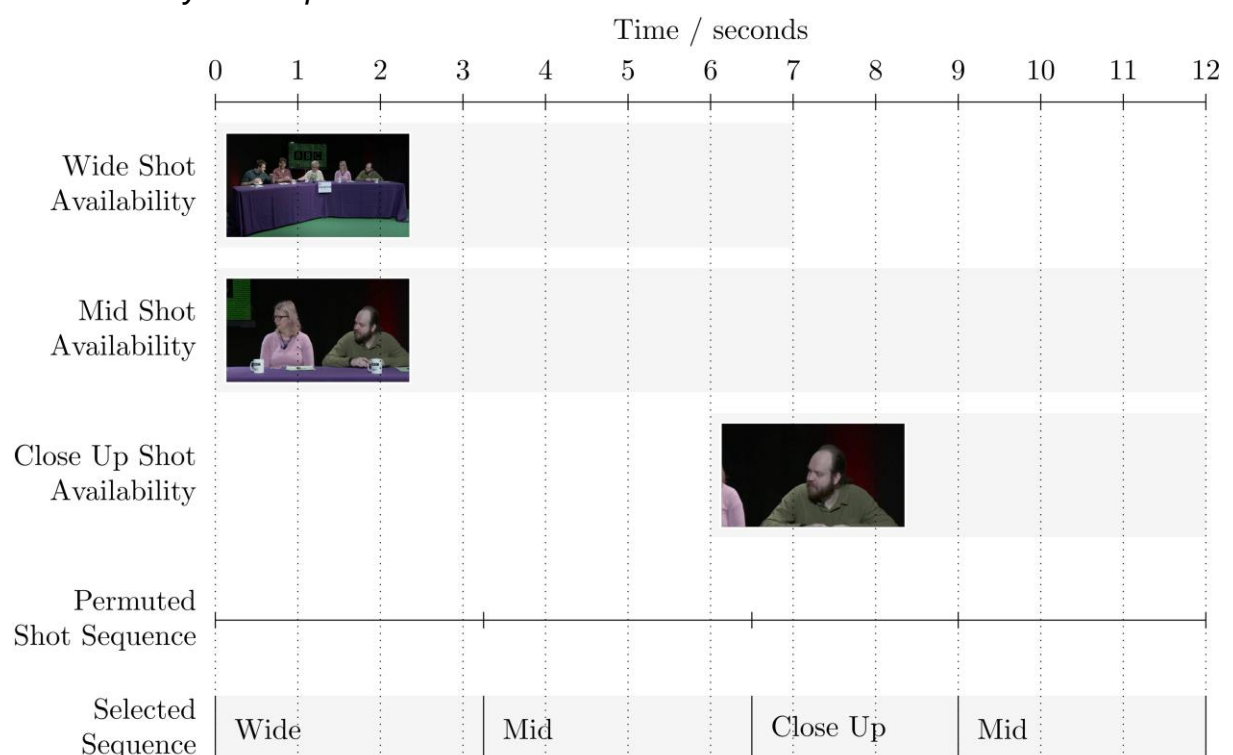 Time / seconds
0 1 2 3 4 5 6 7 8 9 10 11 12
Wide Shot
Availability
BBC
Mid Shot
Availability
Close Up Shot
Availability
Permuted
Shot Sequence
Selected
Sequence
Wide
Mid
Close Up
Mid